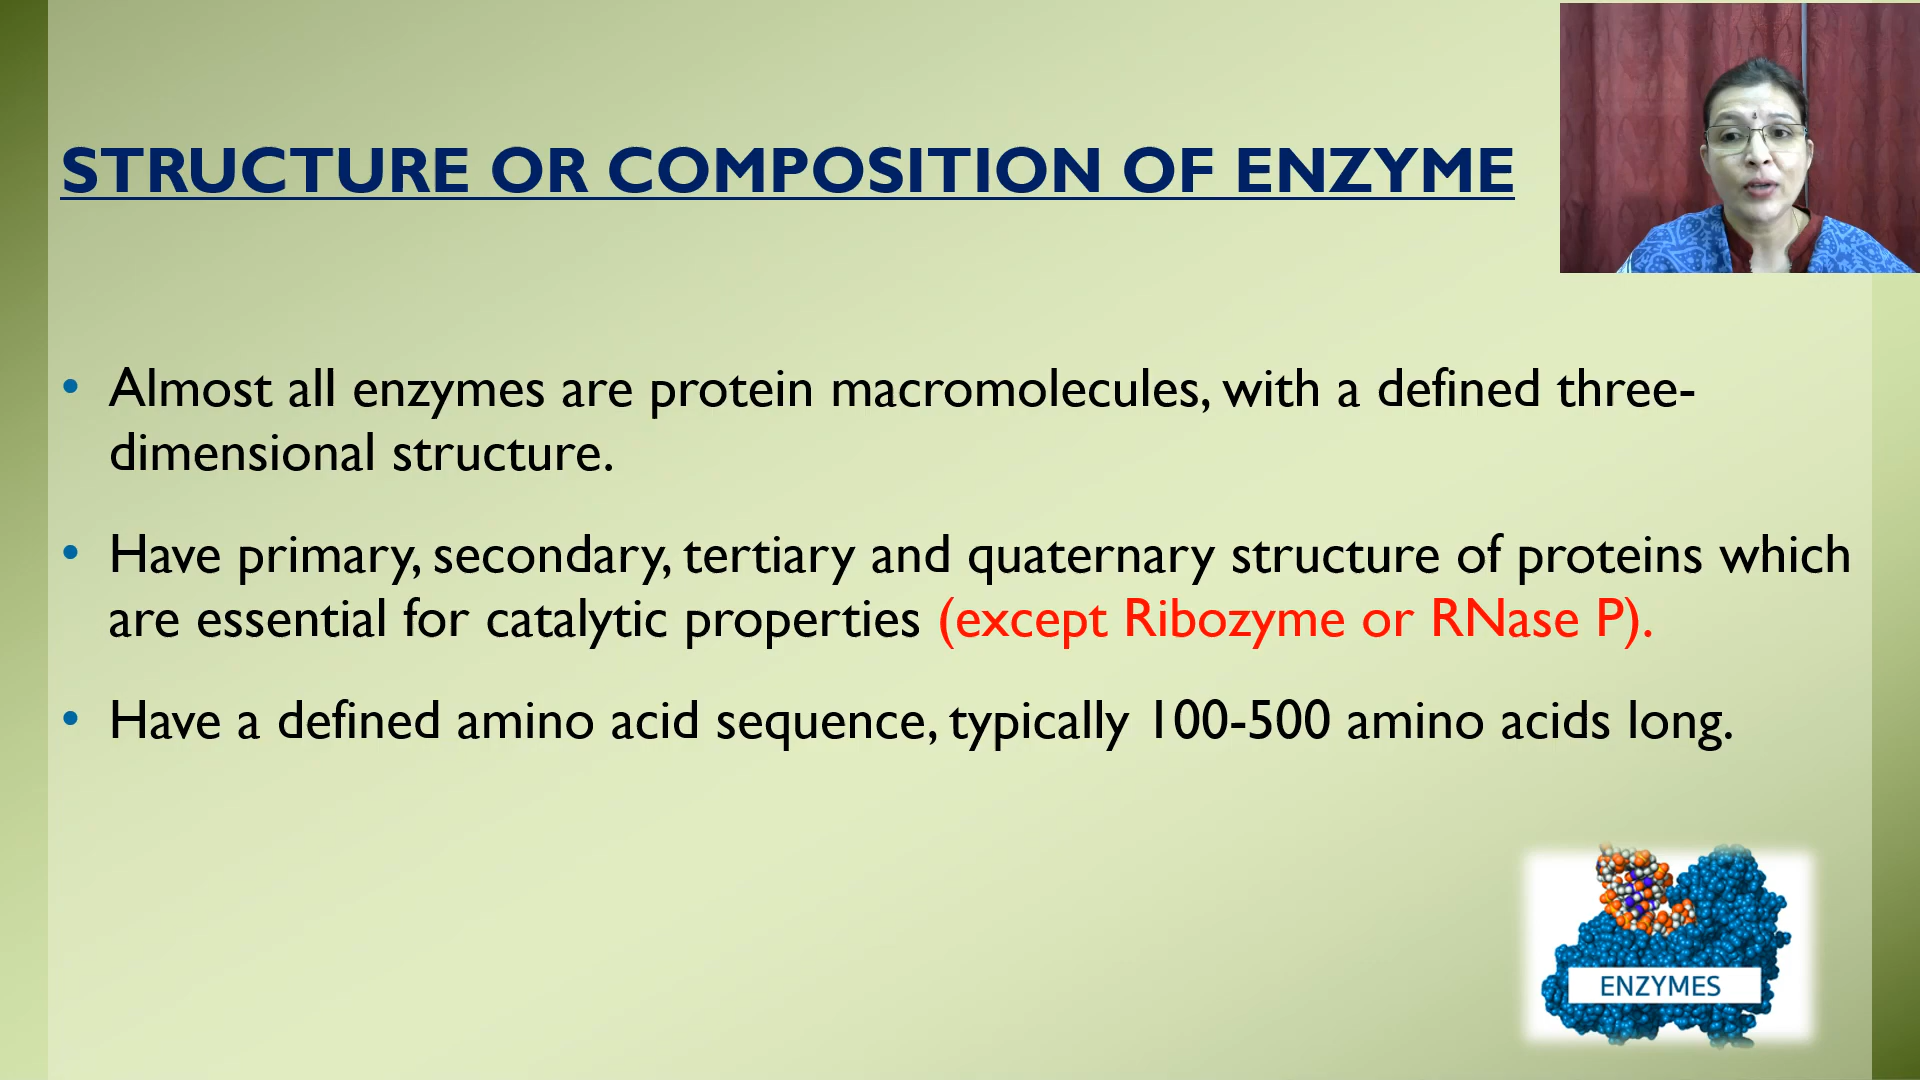 STRUCTURE OR COMPOSITION OF ENZYME
• Almost all enzymes are protein macromolecules, with a defined three-
dimensional structure.
• Have primary, secondary, tertiary and quaternary structure of proteins which
are essential for catalytic properties (except Ribozyme or RNase P).
• Have a defined amino acid sequence, typically 100-500 amino acids long.
ENZYMES